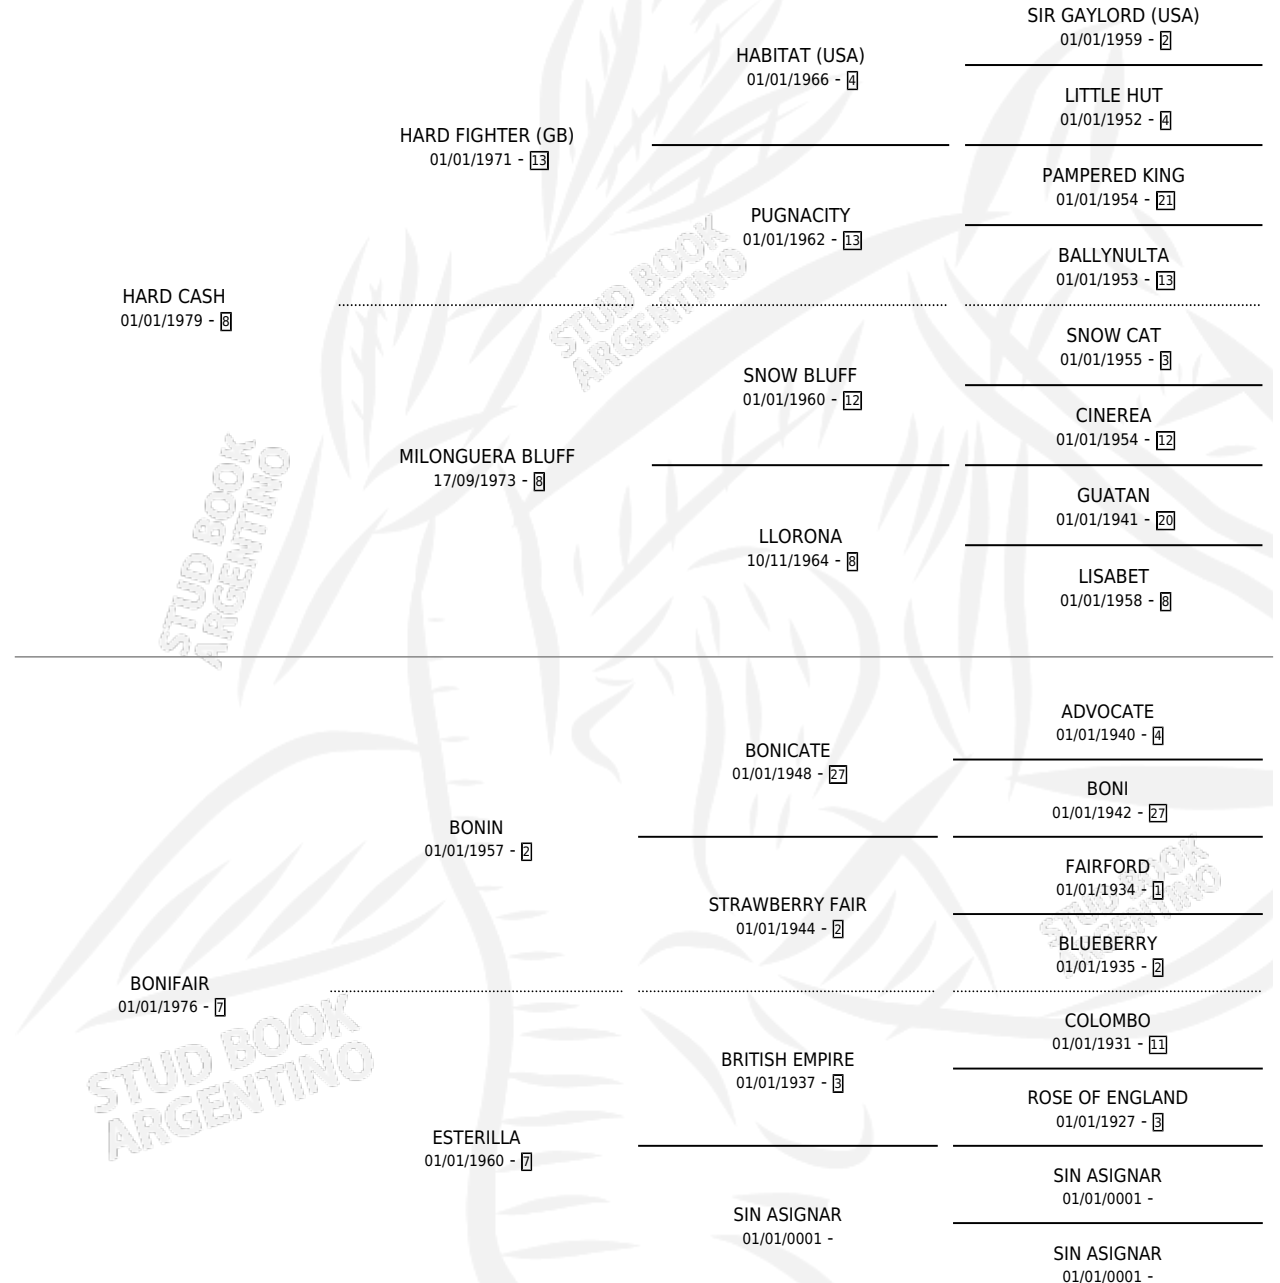 SIR GAYLORD (USA)
01/01/1959 - 2
HABITAT (USA)
01/01/1966 - 4
LITTLE HUT
01/01/1952 - 4
HARD FIGHTER (GB)
01/01/1971 - 13
PAMPERED KING
01/01/1954 - 21
PUGNACITY
01/01/1962 - 13
BALLYNULTA
01/01/1953 - 13
HARD CASH
01/01/1979 - 8
SNOW CAT
01/01/1955 - 3
SNOW BLUFF
01/01/1960 - 12
CINEREA
01/01/1954 - 12
MILONGUERA BLUFF
17/09/1973 - 8
GUATAN
01/01/1941 - 20
LLORONA
10/11/1964 - 8
LISABET
01/01/1958 - 8
ADVOCATE
01/01/1940 - 4
BONICATE
01/01/1948 - 27
BONI
01/01/1942 - 27
BONIN
01/01/1957 - 2
FAIRFORD
01/01/1934 - 1
STRAWBERRY FAIR
01/01/1944 - 2
BLUEBERRY
01/01/1935 - 2
BONIFAIR
01/01/1976 - 7
COLOMBO
01/01/1931 - 11
BRITISH EMPIRE
01/01/1937 - 3
ROSE OF ENGLAND
01/01/1927 - 3
ESTERILLA
01/01/1960 - 7
SIN ASIGNAR
01/01/0001 -
SIN ASIGNAR
01/01/0001 -
SIN ASIGNAR
01/01/0001 -
STUD BOOK
ARGENTINO
STUD BOOK
ARGENTINO
STUD BOOK
ARGENTINO
STUD BOOK
ARGENTINO